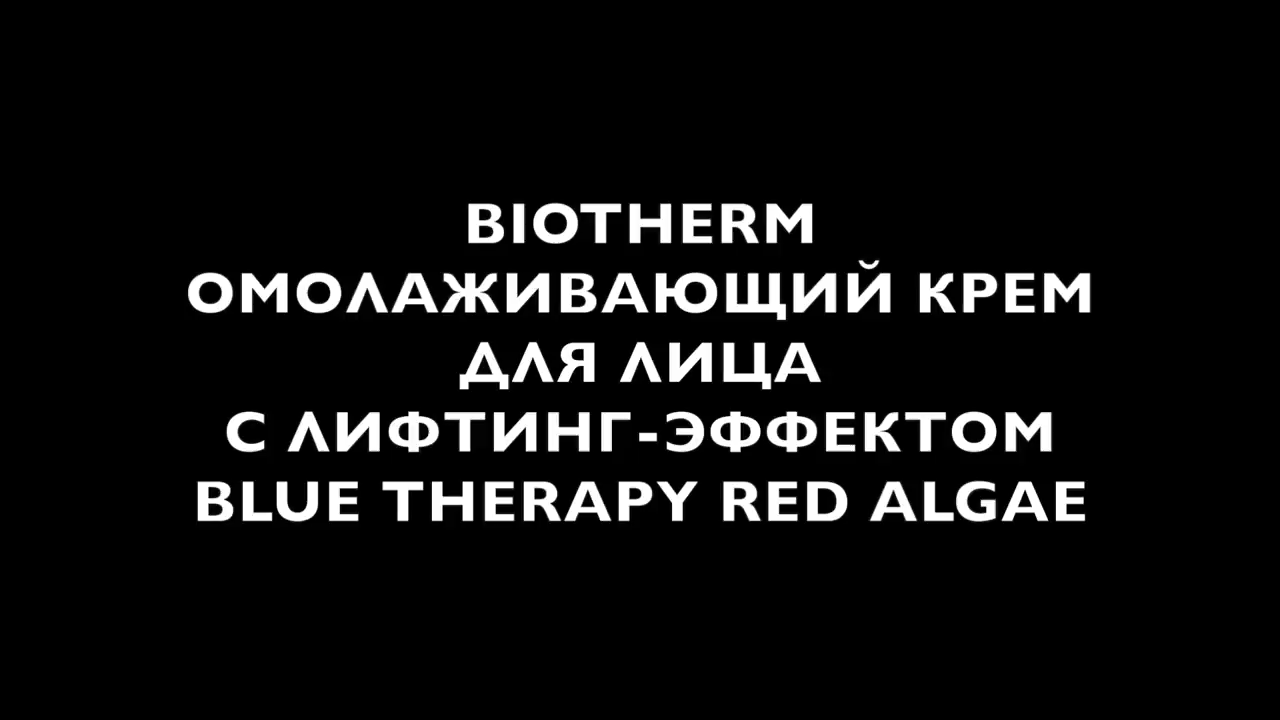 BIOTHERM
ОМОЛАЖИВАЮЩИЙ КРЕМ
ДЛЯ ЛИЦА
С ЛИФТИНГ-ЭФФЕКТОМ
BLUE THERAPY RED ALGAE